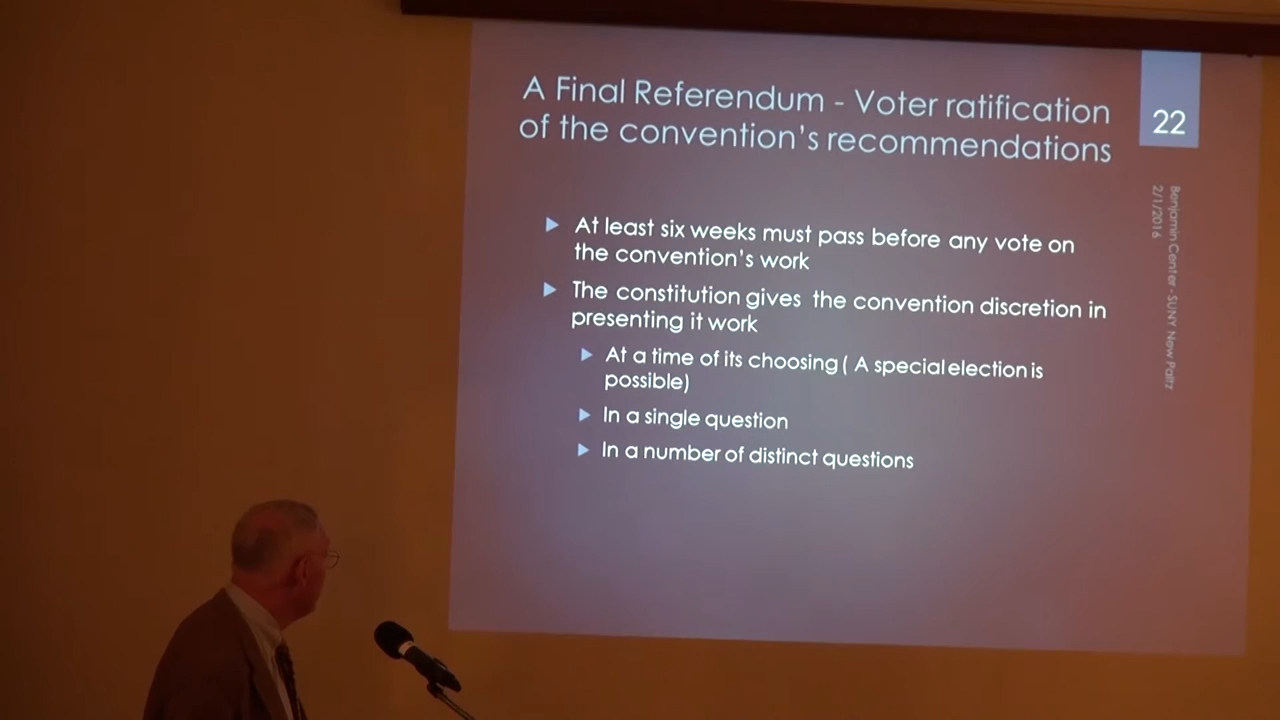 A Final Referendum - Voter ratification
of the convention's recommendations
22
Benjamin Center - SUNY New Paltz
2/1/2016
At least six weeks must pass before any vote on
the convention's work
The constitution gives the convention discretion in
presenting it work
At a time of its choosing ( A special election is
possible)
In a single question
In a number of distinct questions